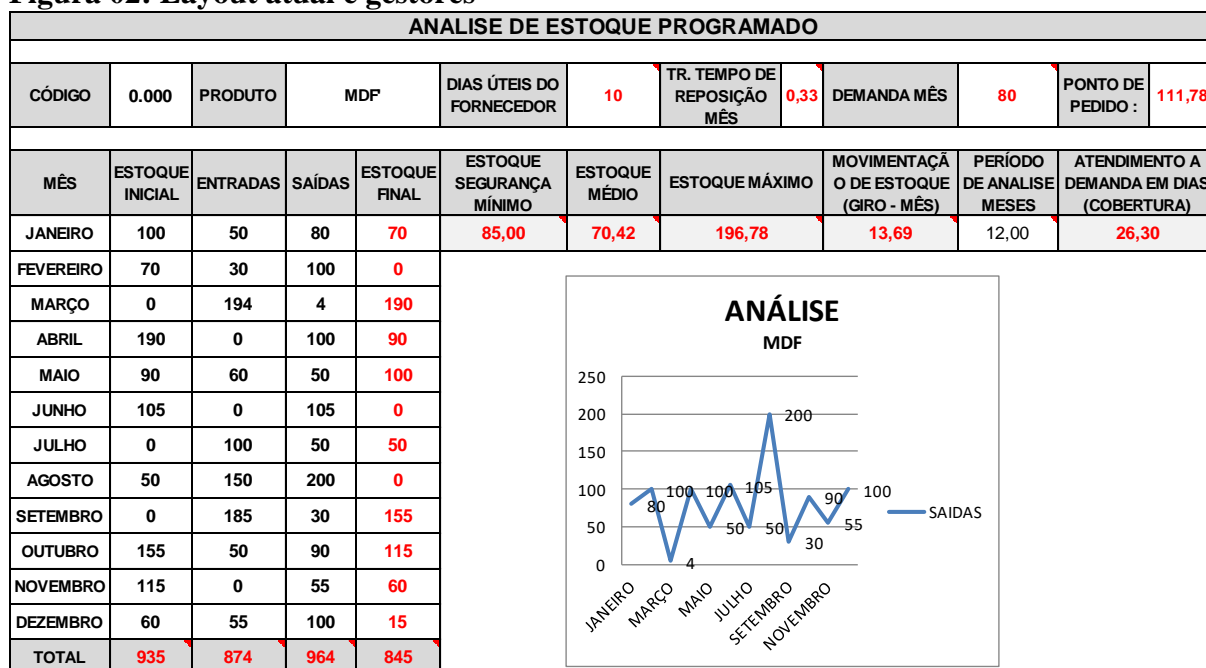 Figura 02: Layout atual e gestores
ANALISE DE ESTOQUE PROGRAMADO
CÓDIGO 0.000 PRODUTO MDF' DIAS ÚTEIS DO FORNECEDOR 10 TR. TEMPO DE REPOSIÇÃO MÊS 0,33 DEMANDA MÊS 80 PONTO DE PEDIDO : 111,78
MÊS ESTOQUE INICIAL ENTRADAS SAÍDAS ESTOQUE FINAL ESTOQUE SEGURANÇA MÍNIMO ESTOQUE MÉDIO ESTOQUE MÁXIMO MOVIMENTAÇÃ O DE ESTOQUE (GIRO - MÊS) PERÍODO DE ANALISE MESES ATENDIMENTO A DEMANDA EM DIAS (COBERTURA)
JANEIRO 100 50 80 70 85,00 70,42 196,78 13,69 12,00 26,30
FEVEREIRO 70 30 100 0
MARÇO 0 194 4 190
ABRIL 190 0 100 90
MAIO 90 60 50 100
JUNHO 105 0 105 0
JULHO 0 100 50 50
AGOSTO 50 150 200 0
SETEMBRO 0 185 30 155
OUTUBRO 155 50 90 115
NOVEMBRO 115 0 55 60
DEZEMBRO 60 55 100 15
TOTAL 935 874 964 845
ANÁLISE
MDF
250
200
150
100
50
0
80 100 4 100 50 105 50 200 30 90 55 100
JANEIRO MARÇO MAIO JULHO SETEMBRO NOVEMBRO
SAIDAS